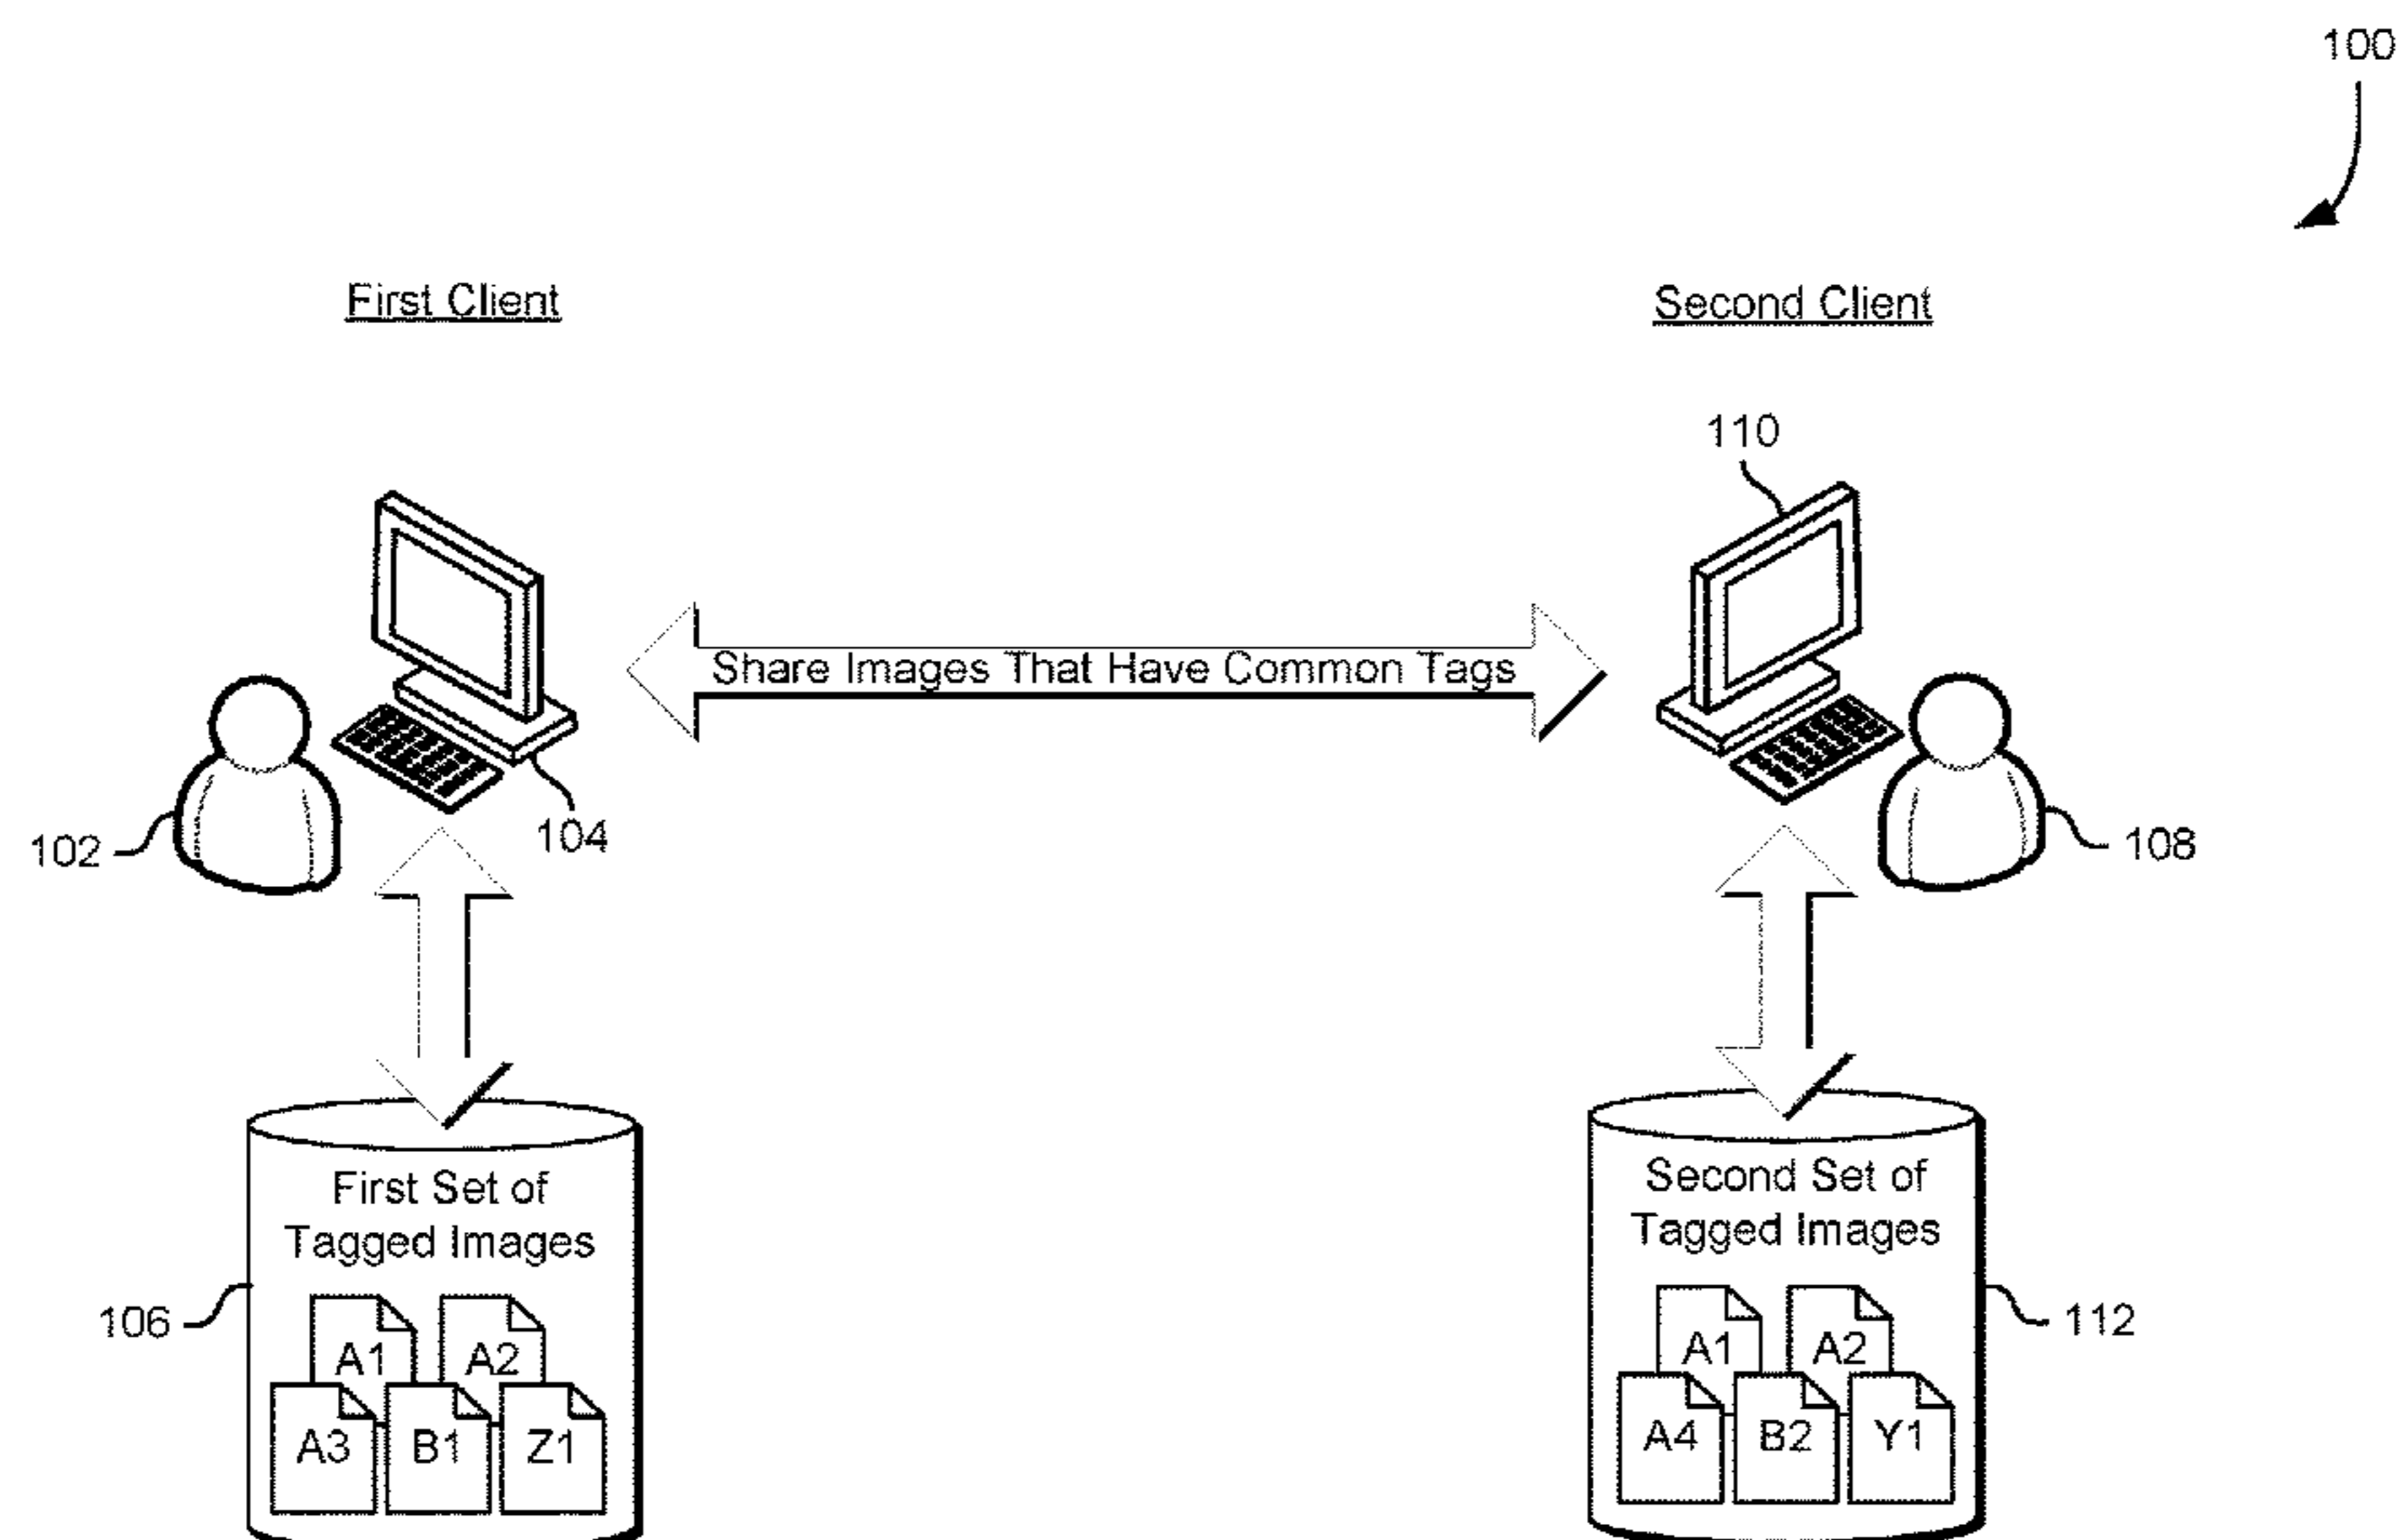 100
First Client
Second Client
110
Share Images That Have Common Tags
102
104
108
First Set of
Tagged Images
106
A1
A2
A3
B1
Z1
Second Set of
Tagged Images
112
A1
A2
A4
B2
Y1